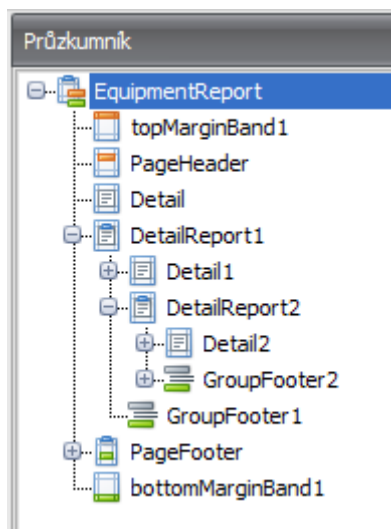 Průzkumník
EquipmentReport
topMarginBand1
PageHeader
Detail
DetailReport1
Detail1
DetailReport2
Detail2
GroupFooter2
GroupFooter1
PageFooter
bottomMarginBand1